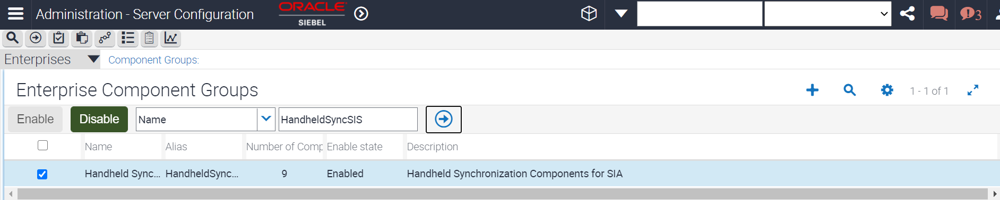 Administration - Server Configuration
ORACLE
SIEBEL
3
Enterprises
Component Groups:
Enterprise Component Groups
1 - 1 of 1
Enable
Disable
Name
HandheldSyncSIS
Name Alias Number of Comp Enable state Description
Handheld Sync... HandheldSync... 9 Enabled Handheld Synchronization Components for SIA